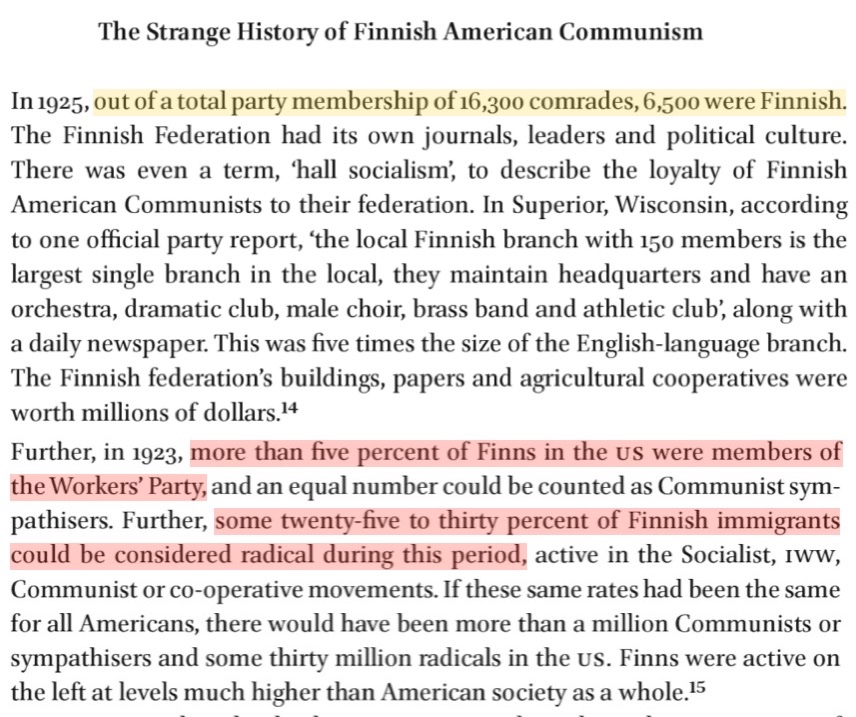 The Strange History of Finnish American Communism
In 1925, out of a total party membership of 16,300 comrades, 6,500 were Finnish.
The Finnish Federation had its own journals, leaders and political culture.
There was even a term, ‘hall socialism’, to describe the loyalty of Finnish
American Communists to their federation. In Superior, Wisconsin, according
to one official party report, ‘the local Finnish branch with 150 members is the
largest single branch in the local, they maintain headquarters and have an
orchestra, dramatic club, male choir, brass band and athletic club’, along with
a daily newspaper. This was five times the size of the English-language branch.
The Finnish federation’s buildings, papers and agricultural cooperatives were
worth millions of dollars.14
Further, in 1923, more than five percent of Finns in the US were members of
the Workers’ Party, and an equal number could be counted as Communist sym-
pathisers. Further, some twenty-five to thirty percent of Finnish immigrants
could be considered radical during this period, active in the Socialist, IWW,
Communist or co-operative movements. If these same rates had been the same
for all Americans, there would have been more than a million Communists or
sympathisers and some thirty million radicals in the US. Finns were active on
the left at levels much higher than American society as a whole.15